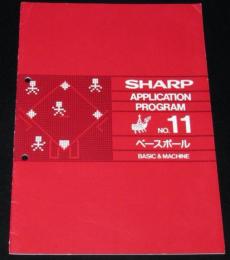 SHARP
APPLICATION
PROGRAM
NO. 11
ベースボール
BASIC & MACHINE